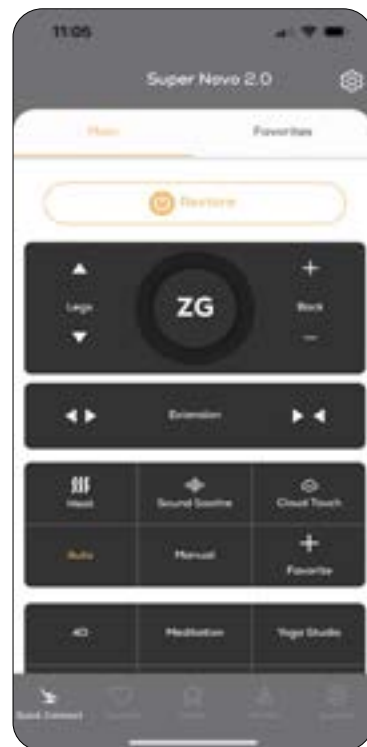 11:05
Super Novo 2.0
Main Favorites
Restore
Legs ZG Back
Extension
Heat Sound Soothe Cloud Touch
Auto Manual Favorite
4D Meditation Yoga Studio
Quick Connect